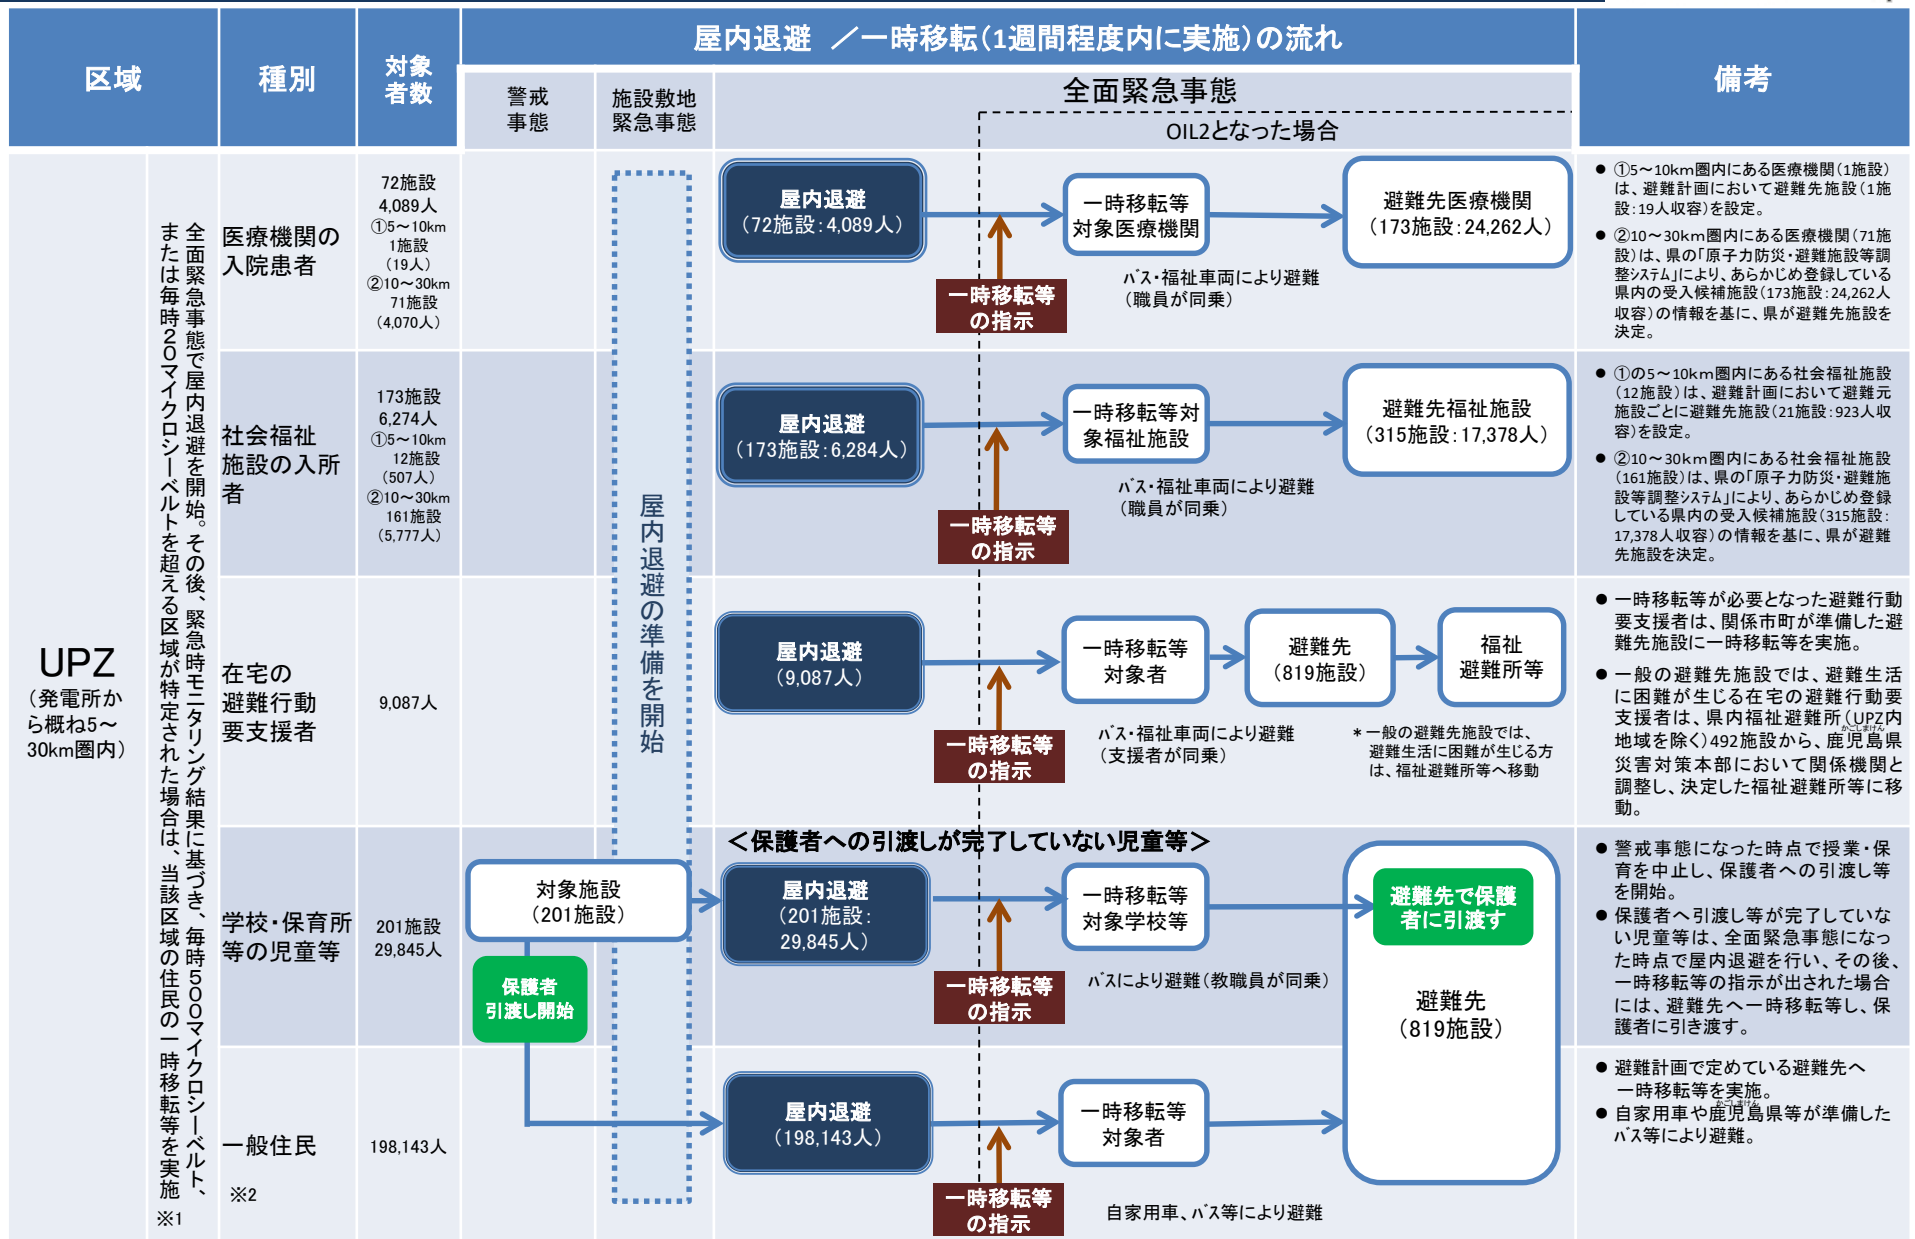 区域
種別
対象
者数
屋内退避 ／一時移転(1週間程度内に実施)の流れ
備考
警戒
事態
施設敷地
緊急事態
全面緊急事態
OIL2となった場合
UPZ
(発電所か
ら概ね5～
30km圏内)
全面緊急事態で屋内退避を開始。その後、緊急時モニタリング結果に基づき、毎時500マイクロシーベルト、
または毎時20マイクロシーベルトを超える区域が特定された場合は、当該区域の住民の一時移転等を実施
※1
屋内退避の準備を開始
医療機関の
入院患者
72施設
4,089人
①5～10km
1施設
(19人)
②10～30km
71施設
(4,070人)
屋内退避
(72施設:4,089人)
一時移転等
の指示
一時移転等
対象医療機関
バス・福祉車両により避難
(職員が同乗)
避難先医療機関
(173施設:24,262人)
● ①5～10km圏内にある医療機関(1施設)
は、避難計画において避難先施設(1施
設:19人収容)を設定。
● ②10～30km圏内にある医療機関(71施
設)は、県の「原子力防災・避難施設等調
整システム」により、あらかじめ登録している
県内の受入候補施設(173施設:24,262人
収容)の情報を基に、県が避難先施設を
決定。
社会福祉
施設の入所
者
173施設
6,274人
①5～10km
12施設
(507人)
②10～30km
161施設
(5,777人)
屋内退避
(173施設:6,284人)
一時移転等
の指示
一時移転等対
象福祉施設
バス・福祉車両により避難
(職員が同乗)
避難先福祉施設
(315施設:17,378人)
● ①の5～10km圏内にある社会福祉施設
(12施設)は、避難計画において避難元
施設ごとに避難先施設(21施設:923人収
容)を設定。
● ②10～30km圏内にある社会福祉施設
(161施設)は、県の「原子力防災・避難施
設等調整システム」により、あらかじめ登録
している県内の受入候補施設(315施設:
17,378人収容)の情報を基に、県が避難
先施設を決定。
在宅の
避難行動
要支援者
9,087人
屋内退避
(9,087人)
一時移転等
の指示
一時移転等
対象者
バス・福祉車両により避難
(支援者が同乗)
避難先
(819施設)
福祉
避難所等
*一般の避難先施設では、
避難生活に困難が生じる方
は、福祉避難所等へ移動
● 一時移転等が必要となった避難行動
要支援者は、関係市町が準備した避
難先施設に一時移転等を実施。
● 一般の避難先施設では、避難生活
に困難が生じる在宅の避難行動要
支援者は、県内福祉避難所(UPZ内
かごしまけん
地域を除く)492施設から、鹿児島県
災害対策本部において関係機関と
調整し、決定した福祉避難所等に移
動。
学校・保育所
等の児童等
201施設
29,845人
対象施設
(201施設)
保護者
引渡し開始
＜保護者への引渡しが完了していない児童等＞
屋内退避
(201施設:
29,845人)
一時移転等
の指示
一時移転等
対象学校等
バスにより避難(教職員が同乗)
避難先で保護
者に引渡す
避難先
(819施設)
● 警戒事態になった時点で授業・保
育を中止し、保護者への引渡し等
を開始。
● 保護者へ引渡し等が完了していな
い児童等は、全面緊急事態になっ
た時点で屋内退避を行い、その後、
一時移転等の指示が出された場合
には、避難先へ一時移転等し、保
護者に引き渡す。
一般住民
※2
198,143人
屋内退避
(198,143人)
一時移転等
の指示
一時移転等
対象者
自家用車、バス等により避難
● 避難計画で定めている避難先へ
一時移転等を実施。
かごしまけん
● 自家用車や鹿児島県等が準備した
バス等により避難。